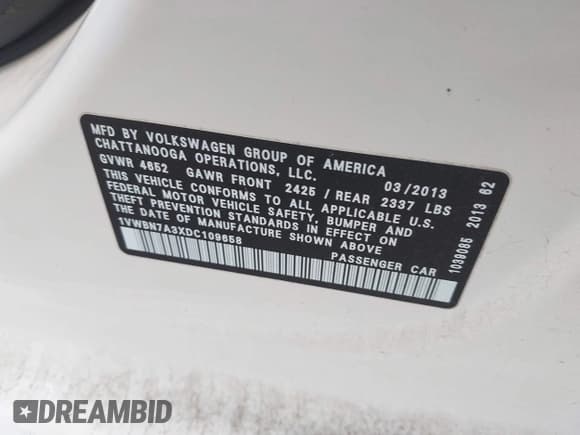 MFD BY VOLKSWAGEN GROUP OF AMERICA
CHATTANOOGA OPERATIONS, LLC. 03/2013
GVWR 4852 GAWR FRONT 2425 / REAR 2337 LBS
THIS VEHICLE CONFORMS TO ALL APPLICABLE U.S.
FEDERAL MOTOR VEHICLE SAFETY, BUMPER AND
THEFT PREVENTION STANDARDS IN EFFECT ON
THE DATE OF MANUFACTURE SHOWN ABOVE
1VWBN7A3XDC109658 PASSENGER CAR
1039085 2013 62
DREAMBID